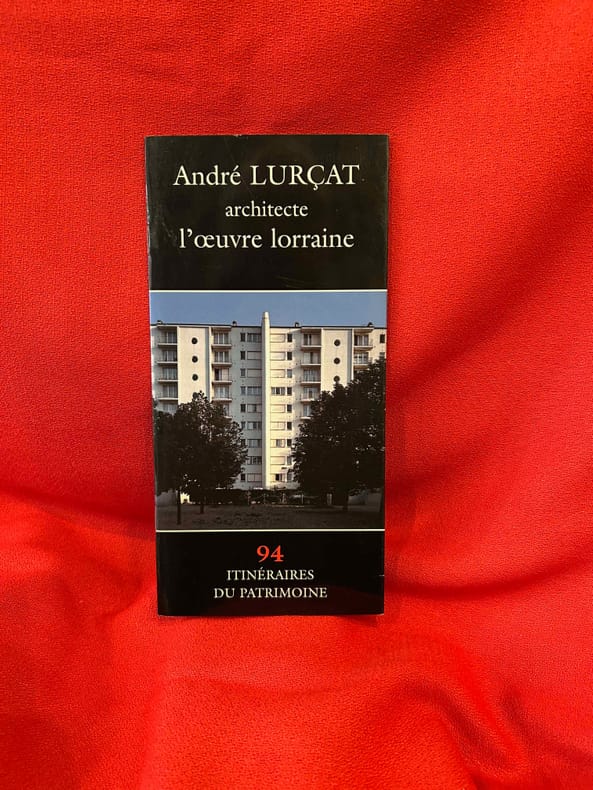 André LURÇAT
architecte
l'œuvre lorraine
94
ITINÉRAIRES
DU PATRIMOINE